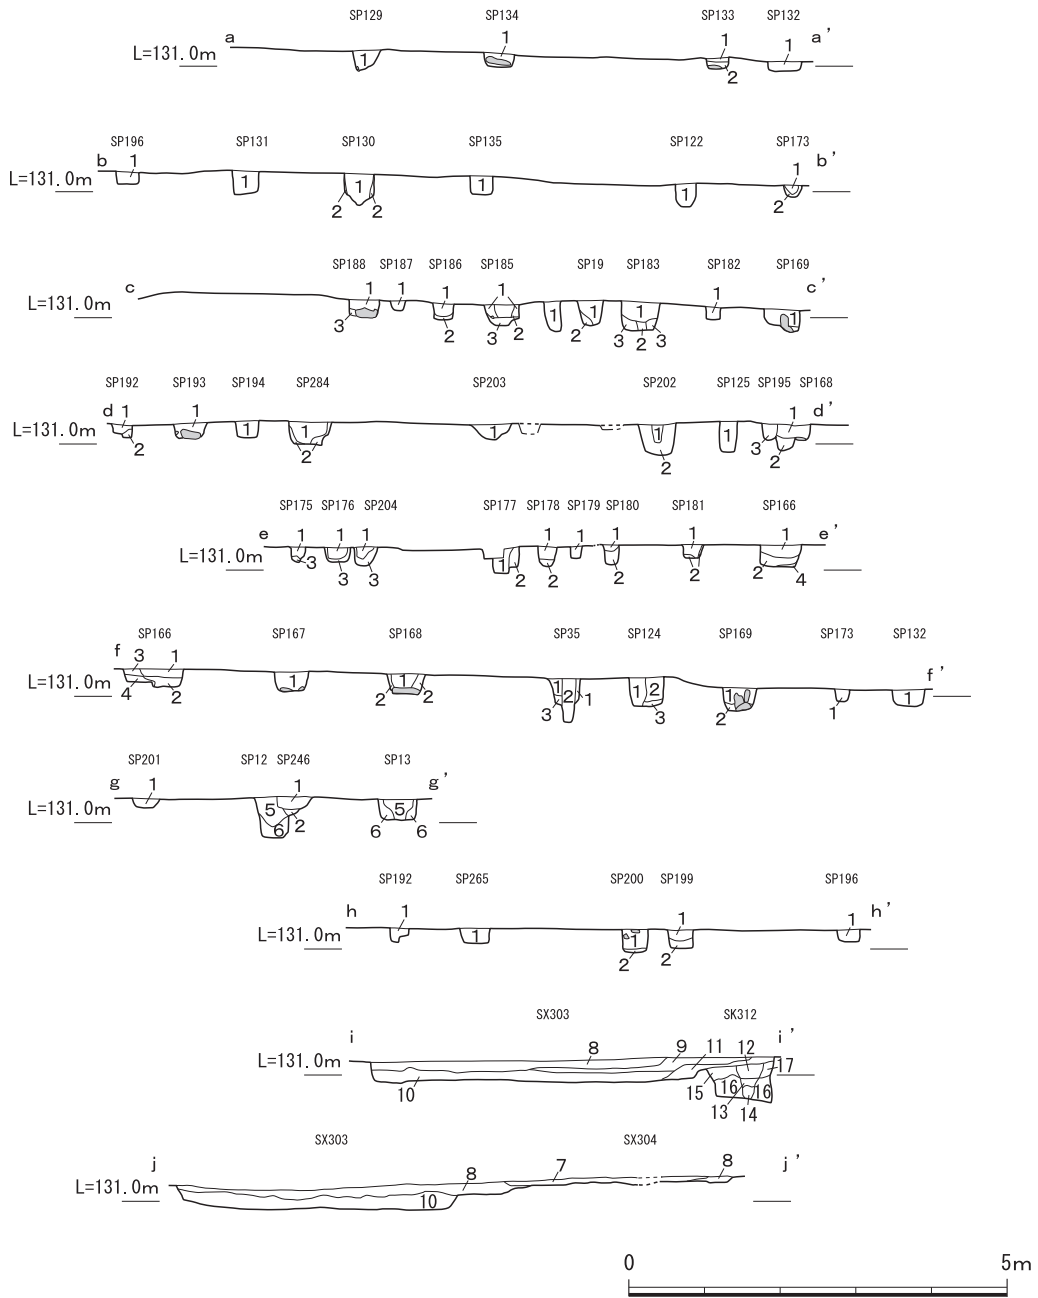 SP129 SP134 SP133 SP132
a 1 1 1 1 2 a’
L=131.0m
SP196 SP131 SP130 SP135 SP122 SP173
b 1 1 1 2 2 1 1 1 2 b’
L=131.0m
SP188 SP187 SP186 SP185 SP19 SP183 SP182 SP169
c 1 3 1 1 2 1 3 2 1 1 2 1 3 2 3 1 1 c’
L=131.0m
SP192 SP193 SP194 SP284 SP203 SP202 SP125 SP195 SP168
d 1 2 1 1 1 2 1 1 2 1 3 2 1 d’
L=131.0m
SP175 SP176 SP204 SP177 SP178 SP179 SP180 SP181 SP166
e 1 3 1 3 1 3 1 2 1 2 1 1 2 1 2 1 2 4 e’
L=131.0m
SP166 SP167 SP168 SP35 SP124 SP169 SP173 SP132
f 3 1 4 2 1 2 1 2 1 2 1 3 1 2 3 1 2 1 1 f’
L=131.0m
SP201 SP12 SP246 SP13
g 1 5 6 1 2 5 6 6 g’
L=131.0m
SP192 SP265 SP200 SP199 SP196
h 1 1 1 2 1 2 1 h’
L=131.0m
SX303 SK312
i 8 9 11 12 17 i’
L=131.0m
10 15 16 13 14 16
SX303 SX304
j 8 7 8 j’
L=131.0m
10
0 5m